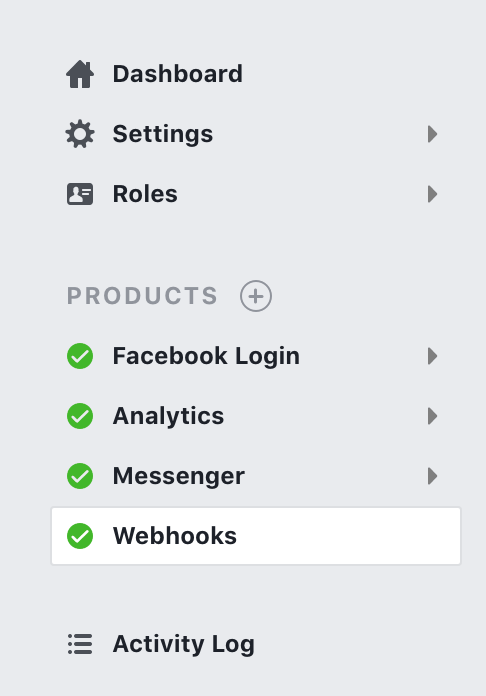 Dashboard
Settings
Roles
PRODUCTS
Facebook Login
Analytics
Messenger
Webhooks
Activity Log